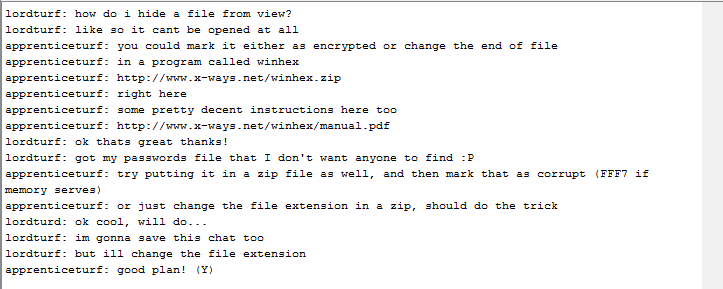 lordturf: how do i hide a file from view?
lordturf: like so it cant be opened at all
apprenticeturf: you could mark it either as encrypted or change the end of file
apprenticeturf: in a program called winhex
apprenticeturf: http://www.x-ways.net/winhex.zip
apprenticeturf: right here
apprenticeturf: some pretty decent instructions here too
apprenticeturf: http://www.x-ways.net/winhex/manual.pdf
lordturf: ok thats great thanks!
lordturf: got my passwords file that I don't want anyone to find :P
apprenticeturf: try putting it in a zip file as well, and then mark that as corrupt (FFF7 if
memory serves)
apprenticeturf: or just change the file extension in a zip, should do the trick
lordturd: ok cool, will do...
lordturf: im gonna save this chat too
lordturf: but ill change the file extension
apprenticeturf: good plan! (Y)